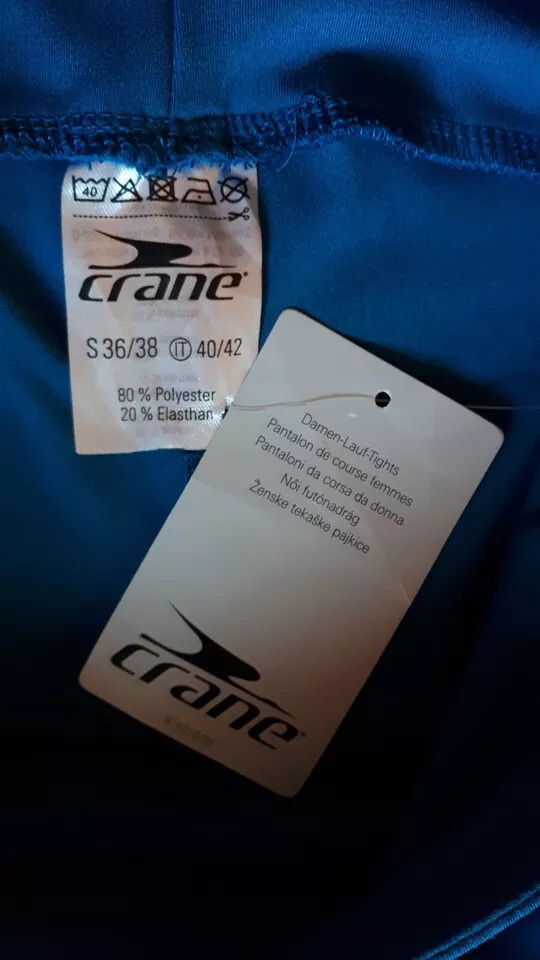 40
crane®
S 36/38 IT 40/42
80 % Polyester
20 % Elasthan
Damen-Lauf-Tights
Pantalon de course femmes
Pantaloni da corsa da donna
Női futónadrág
Ženske tekaške pajkice
crane®